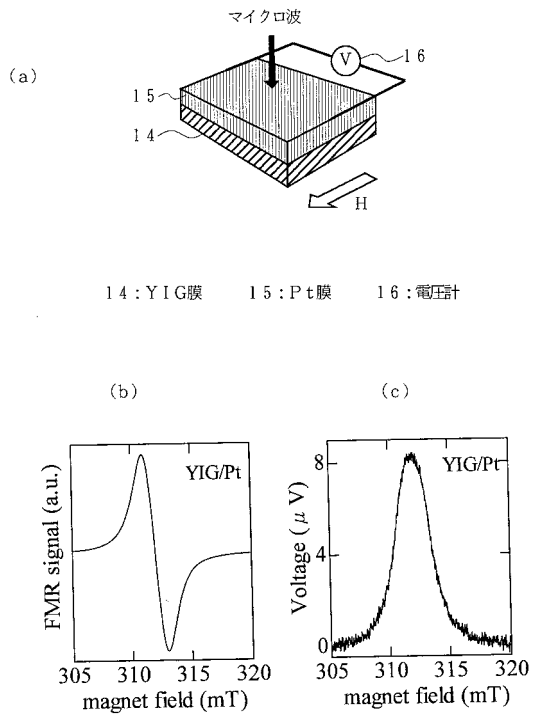 マイクロ波
(a)
V
16
15
14
H
14:YIG膜 15:Pt膜 16:電圧計
(b) (c)
YIG/Pt
FMR signal (a.u.)
305 310 315 320
magnet field (mT)
YIG/Pt
Voltage (μV)
8
4
0
305 310 315 320
magnet field (mT)